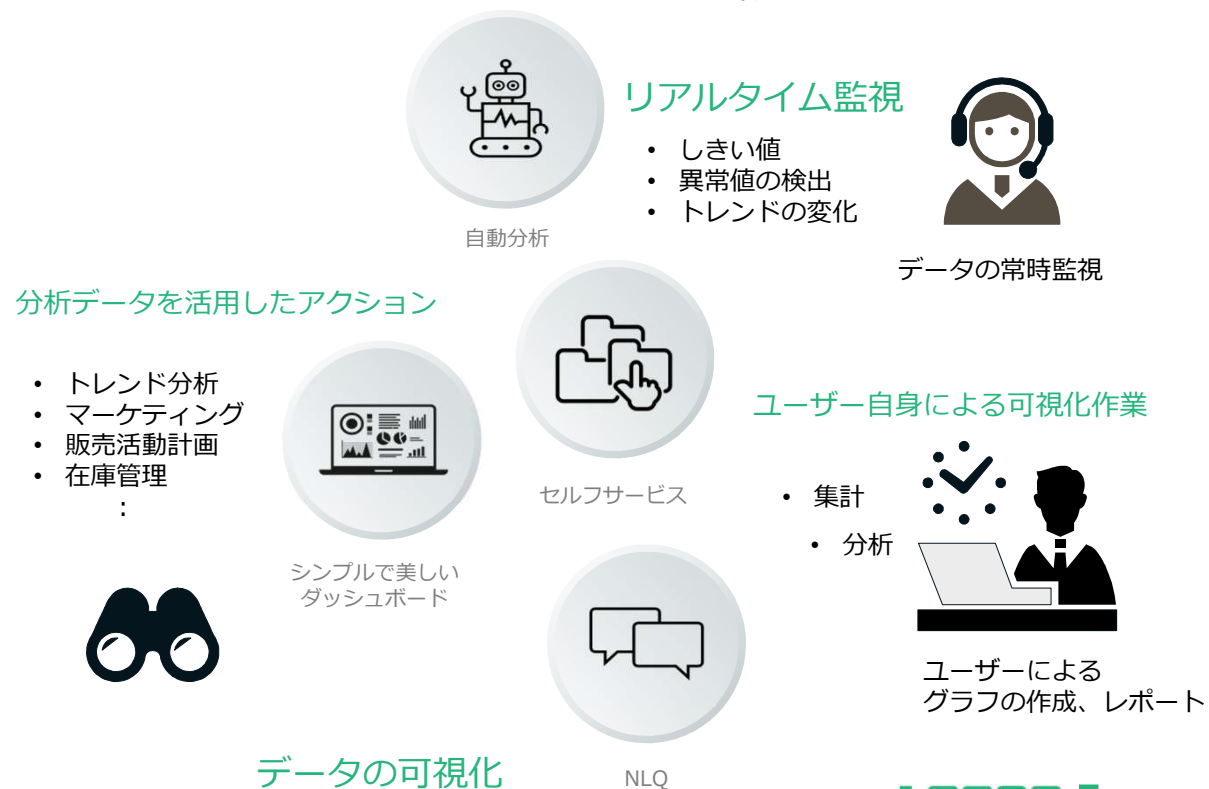 リアルタイム監視
• しきい値
• 異常値の検出
• トレンドの変化
自動分析
データの常時監視
分析データを活用したアクション
• トレンド分析
• マーケティング
• 販売活動計画
• 在庫管理
:
シンプルで美しい
ダッシュボード
セルフサービス
ユーザー自身による可視化作業
• 集計
• 分析
ユーザーによる
グラフの作成、レポート
データの可視化
NLQ